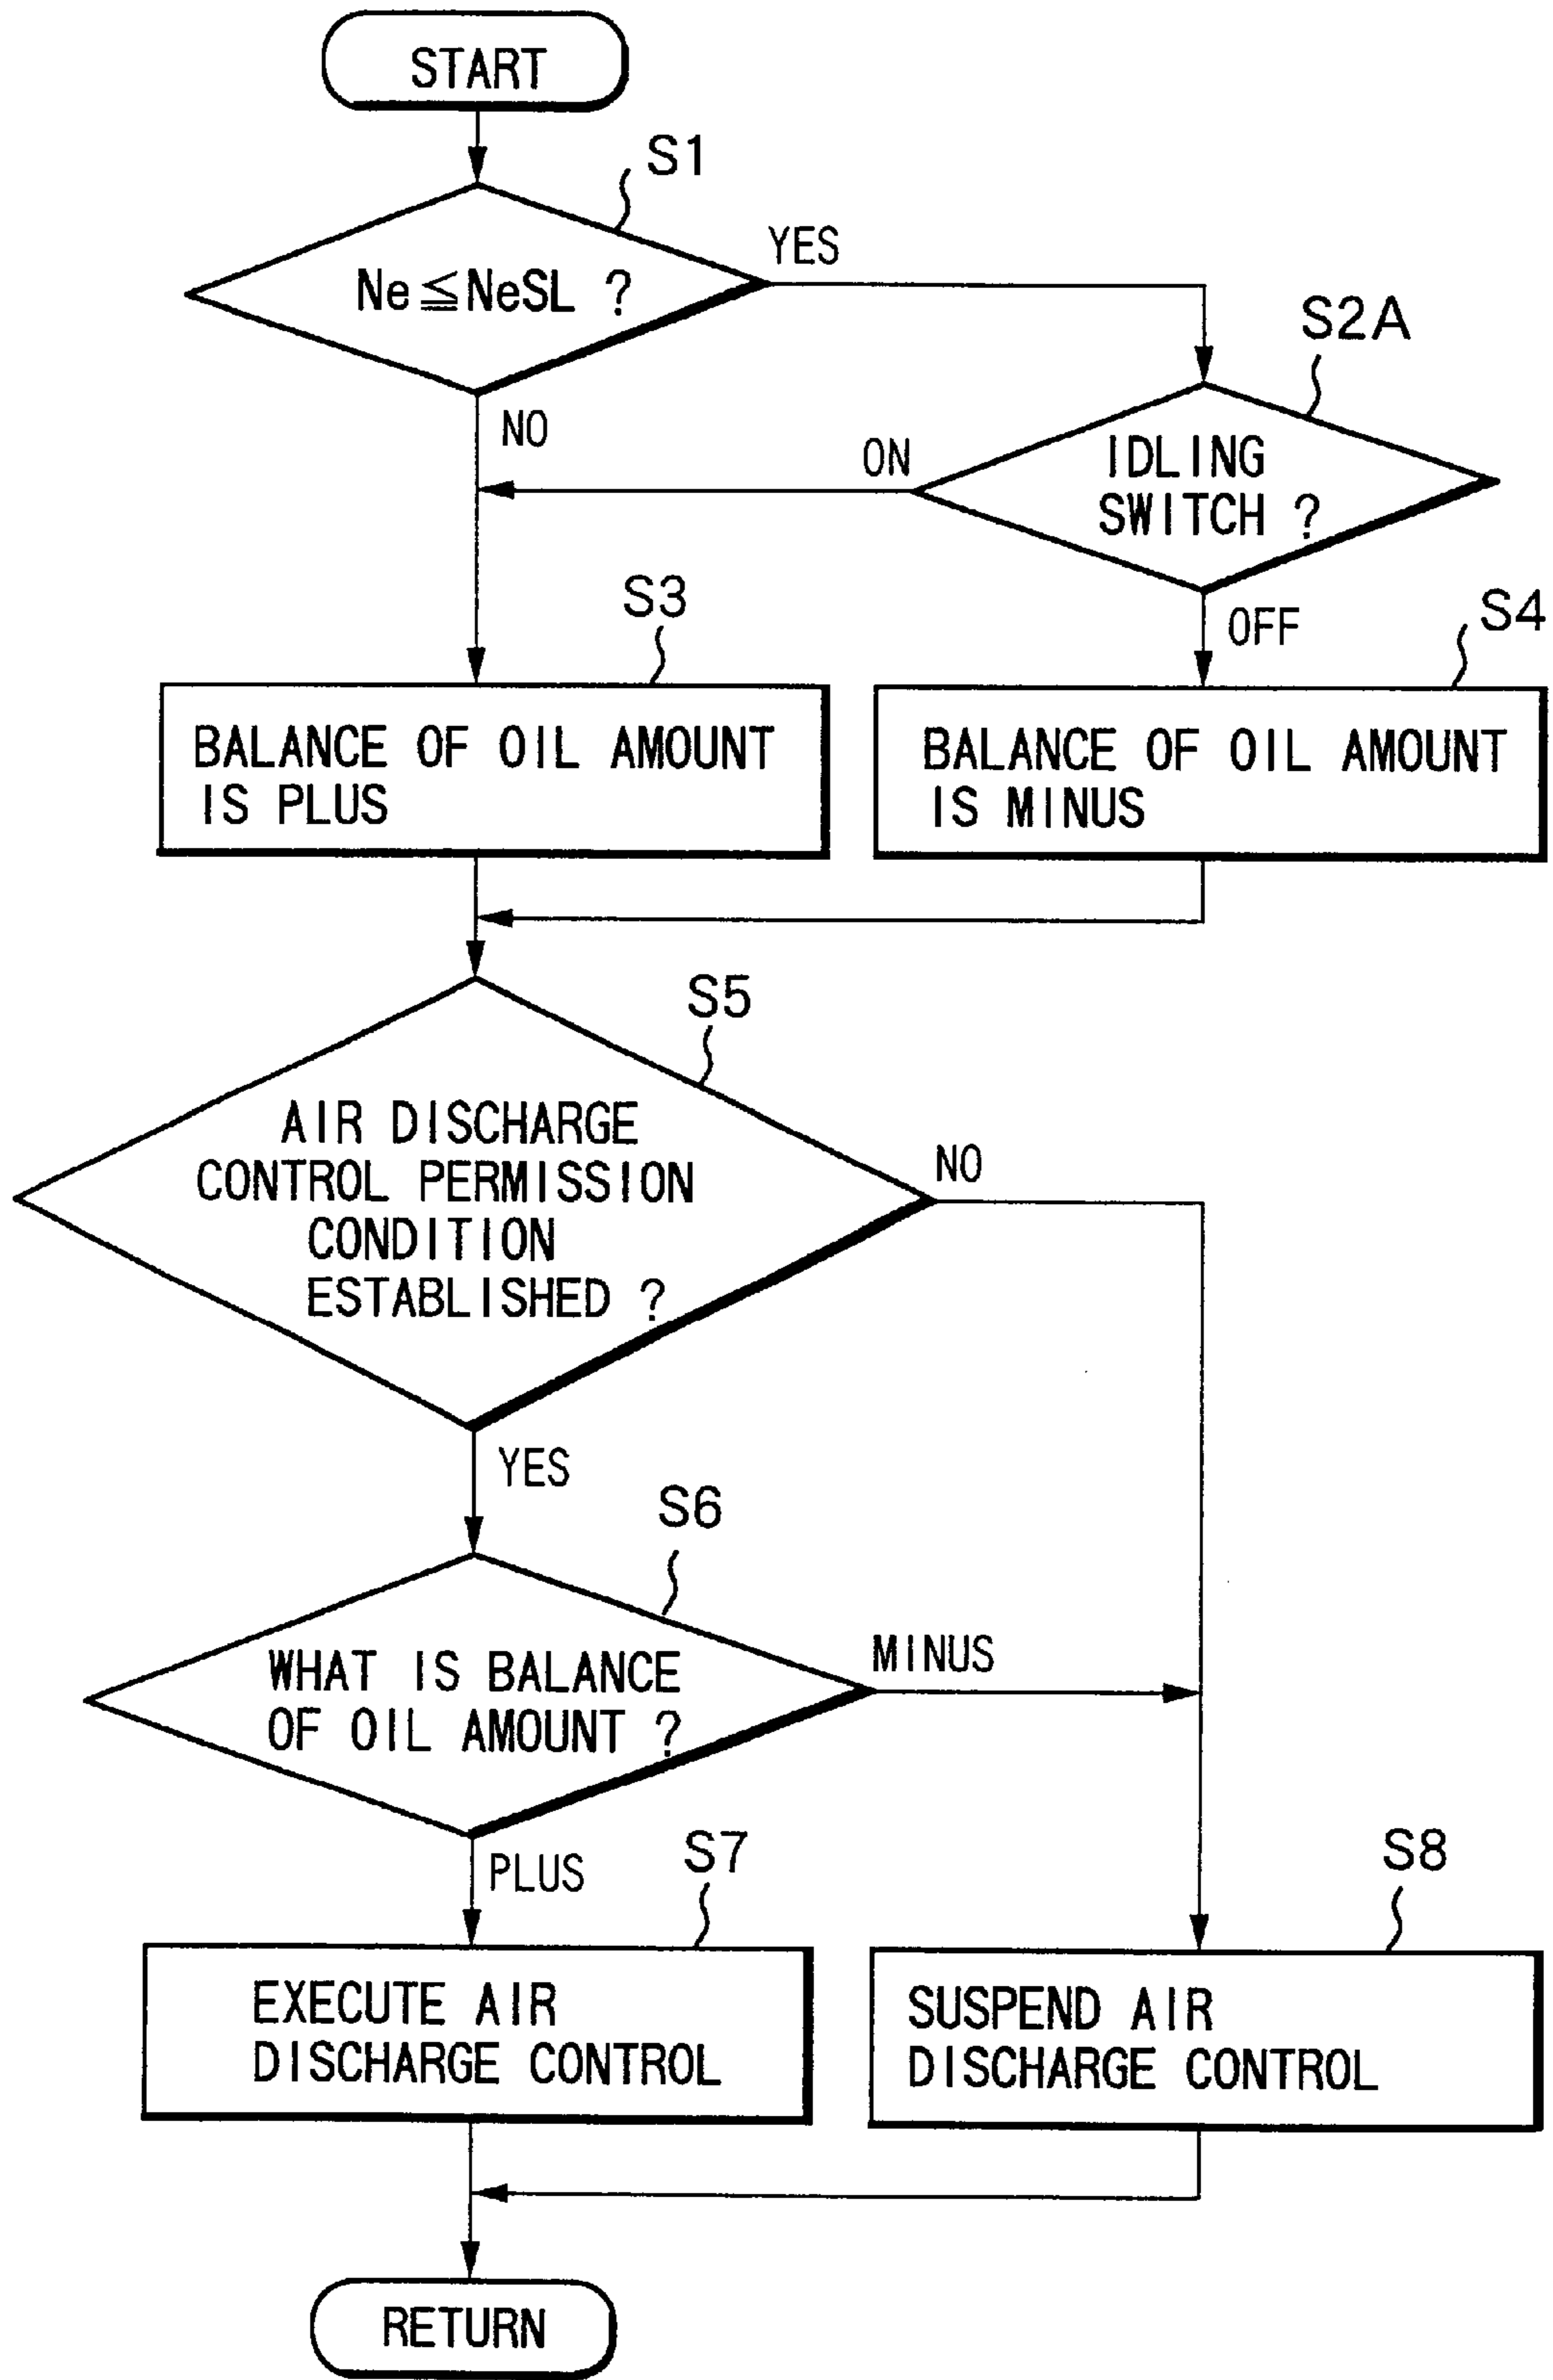 START
S1
Ne≦NeSL ?
YES
S2A
NO
ON
IDLING
SWITCH ?
OFF
S3
S4
BALANCE OF OIL AMOUNT
IS PLUS
BALANCE OF OIL AMOUNT
IS MINUS
S5
AIR DISCHARGE
CONTROL PERMISSION
CONDITION
ESTABLISHED ?
NO
YES
S6
WHAT IS BALANCE
OF OIL AMOUNT ?
MINUS
PLUS
S7
S8
EXECUTE AIR
DISCHARGE CONTROL
SUSPEND AIR
DISCHARGE CONTROL
RETURN